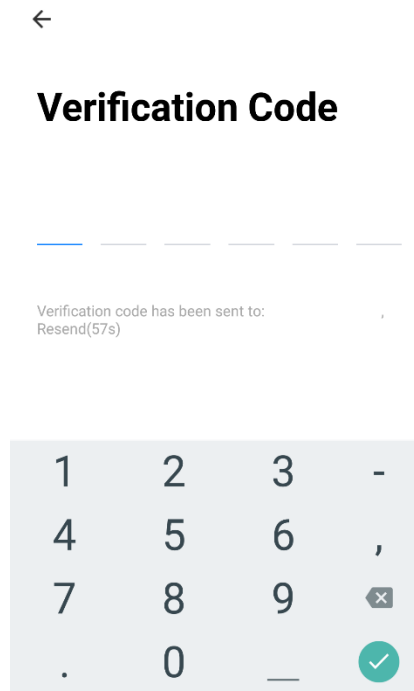 Verification Code
Verification code has been sent to: ,
Resend(57s)
1 2 3 -
4 5 6 ,
7 8 9
. 0 _